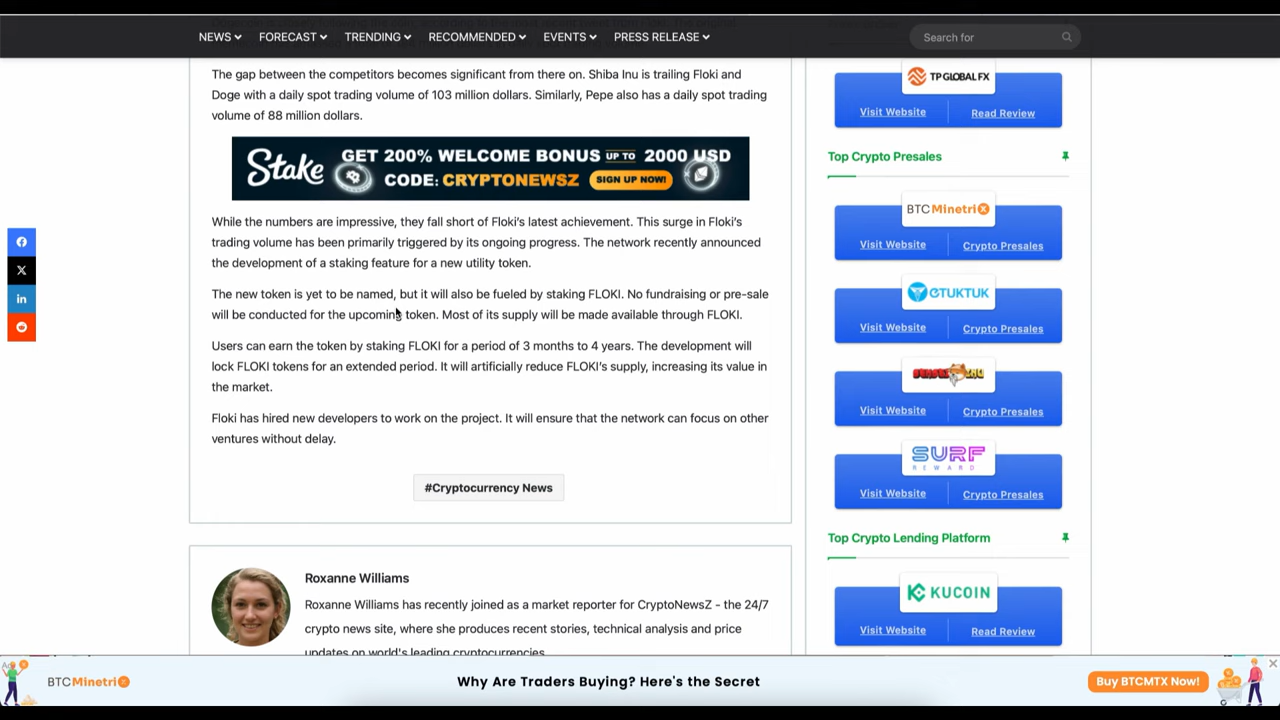 NEWS FORECAST TRENDING RECOMMENDED EVENTS PRESS RELEASE Search for
The gap between the competitors becomes significant from there on. Shiba Inu is trailing Floki and
Doge with a daily spot trading volume of 103 million dollars. Similarly, Pepe also has a daily spot trading
volume of 88 million dollars.
Stake
GET 200% WELCOME BONUS UP TO 2000 USD
CODE: CRYPTONEWSZ SIGN UP NOW!
While the numbers are impressive, they fall short of Floki's latest achievement. This surge in Floki's
trading volume has been primarily triggered by its ongoing progress. The network recently announced
the development of a staking feature for a new utility token.
The new token is yet to be named, but it will also be fueled by staking FLOKI. No fundraising or pre-sale
will be conducted for the upcoming token. Most of its supply will be made available through FLOKI.
Users can earn the token by staking FLOKI for a period of 3 months to 4 years. The development will
lock FLOKI tokens for an extended period. It will artificially reduce FLOKI's supply, increasing its value in
the market.
Floki has hired new developers to work on the project. It will ensure that the network can focus on other
ventures without delay.
#Cryptocurrency News
Roxanne Williams
Roxanne Williams has recently joined as a market reporter for CryptoNewsZ - the 24/7
crypto news site, where she produces recent stories, technical analysis and price
updates on world's leading cryptocurrencies
TP GLOBAL FX
Visit Website Read Review
Top Crypto Presales
BTC Minetrix
Visit Website Crypto Presales
eTUKTUK
Visit Website Crypto Presales
Visit Website Crypto Presales
SURF
REWARD
Visit Website Crypto Presales
Top Crypto Lending Platform
KUCOIN
Visit Website Read Review
BTC Minetrix
Why Are Traders Buying? Here's the Secret
Buy BTCMTX Now!